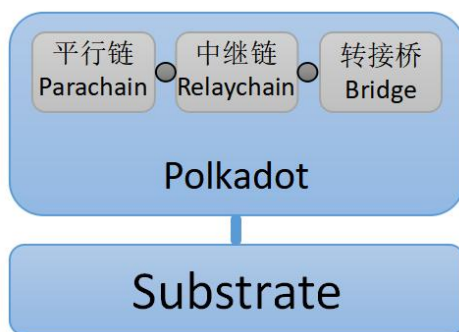 平行链 中继链 转接桥
Parachain Relaychain Bridge
Polkadot
Substrate